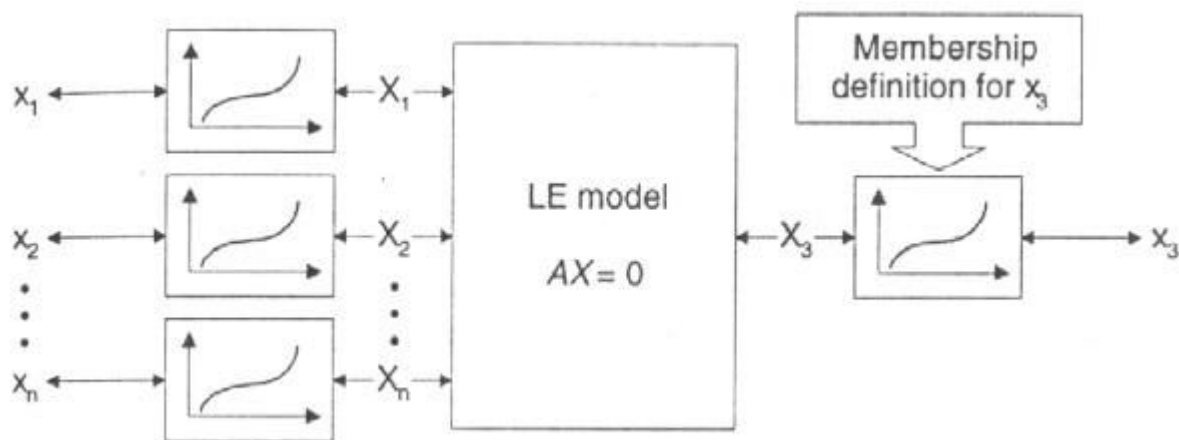 Membership
definition for x₃
x₁
X₁
LE model
x₂
X₂
X₃
x₃
AX = 0
xₙ
Xₙ